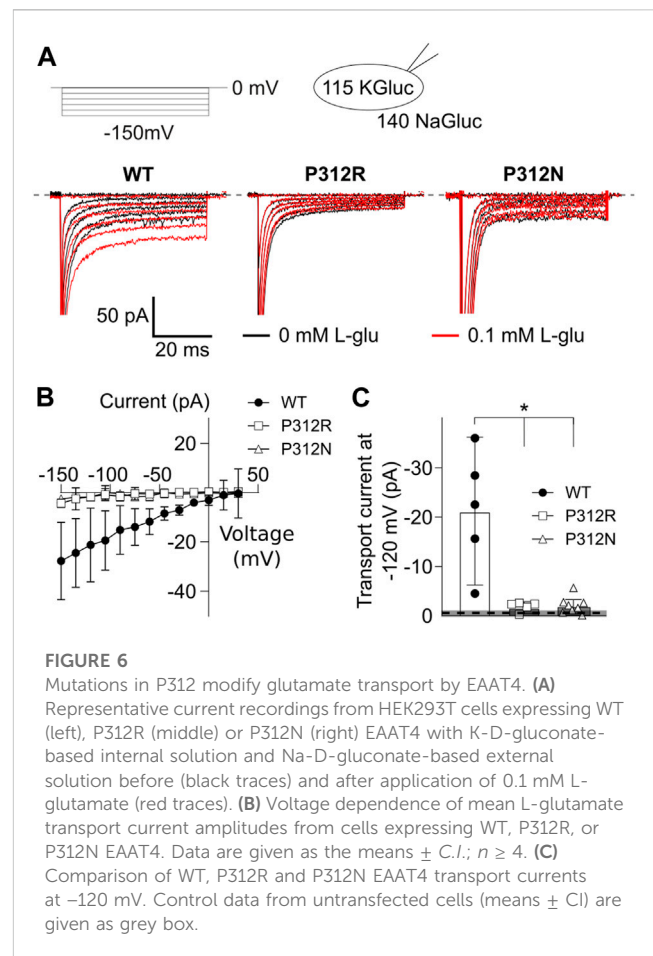 A
0 mV
-150mV
115 KGluc
140 NaGluc
WT
P312R
P312N
50 pA
20 ms
0 mM L-glu
0.1 mM L-glu
B
Current (pA)
WT
P312R
P312N
20
-150
-100
-50
50
Voltage
(mV)
-20
-40
C
*
Transport current at
-120 mV (pA)
-30
-20
-10
0
WT
P312R
P312N
FIGURE 6
Mutations in P312 modify glutamate transport by EAAT4. (A)
Representative current recordings from HEK293T cells expressing WT
(left), P312R (middle) or P312N (right) EAAT4 with K-D-gluconate-
based internal solution and Na-D-gluconate-based external
solution before (black traces) and after application of 0.1 mM L-
glutamate (red traces). (B) Voltage dependence of mean L-glutamate
transport current amplitudes from cells expressing WT, P312R, or
P312N EAAT4. Data are given as the means ± C.I.; n ≥ 4. (C)
Comparison of WT, P312R and P312N EAAT4 transport currents
at –120 mV. Control data from untransfected cells (means ± CI) are
given as grey box.